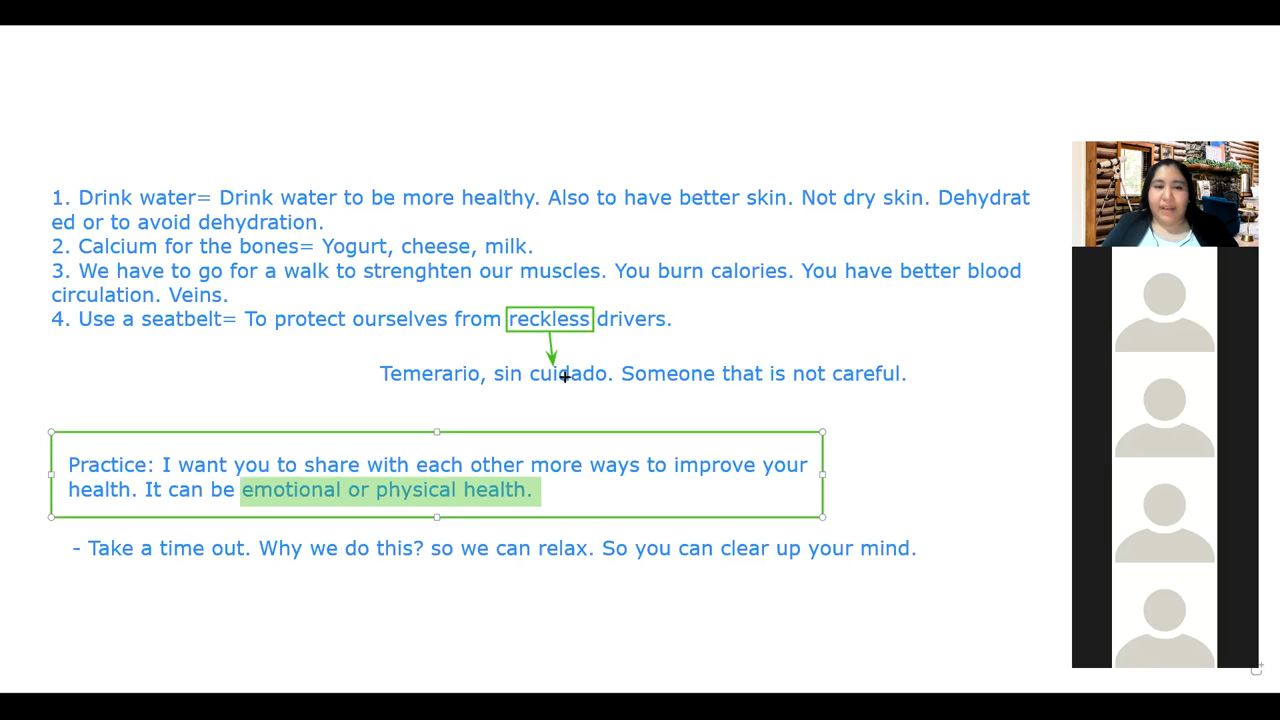 1. Drink water= Drink water to be more healthy. Also to have better skin. Not dry skin. Dehydrat
ed or to avoid dehydration.
2. Calcium for the bones= Yogurt, cheese, milk.
3. We have to go for a walk to strenghten our muscles. You burn calories. You have better blood
circulation. Veins.
4. Use a seatbelt= To protect ourselves from reckless drivers.
Temerario, sin cuidado. Someone that is not careful.
Practice: I want you to share with each other more ways to improve your
health. It can be emotional or physical health.
- Take a time out. Why we do this? so we can relax. So you can clear up your mind.